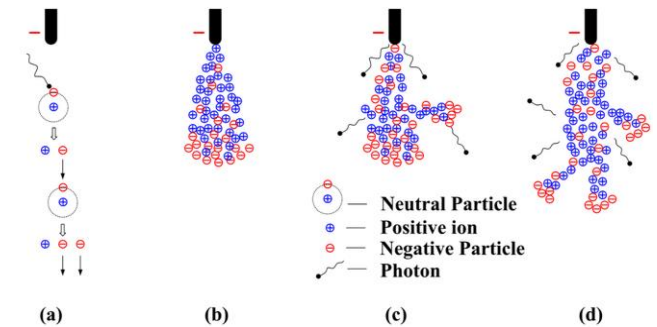 Neutral Particle
Positive ion
Negative Particle
Photon
(a) (b) (c) (d)